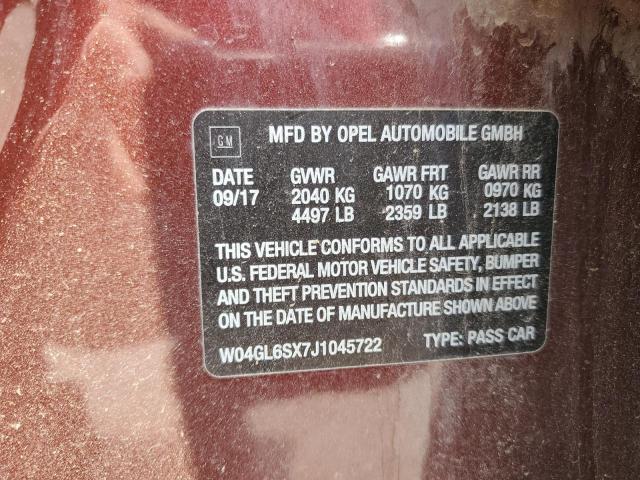 GM MFD BY OPEL AUTOMOBILE GMBH
DATE GVWR GAWR FRT GAWR RR
09/17 2040 KG 1070 KG 0970 KG
4497 LB 2359 LB 2138 LB
THIS VEHICLE CONFORMS TO ALL APPLICABLE
U.S. FEDERAL MOTOR VEHICLE SAFETY, BUMPER
AND THEFT PREVENTION STANDARDS IN EFFECT
ON THE DATE OF MANUFACTURE SHOWN ABOVE
W04GL6SX7J1045722 TYPE: PASS CAR